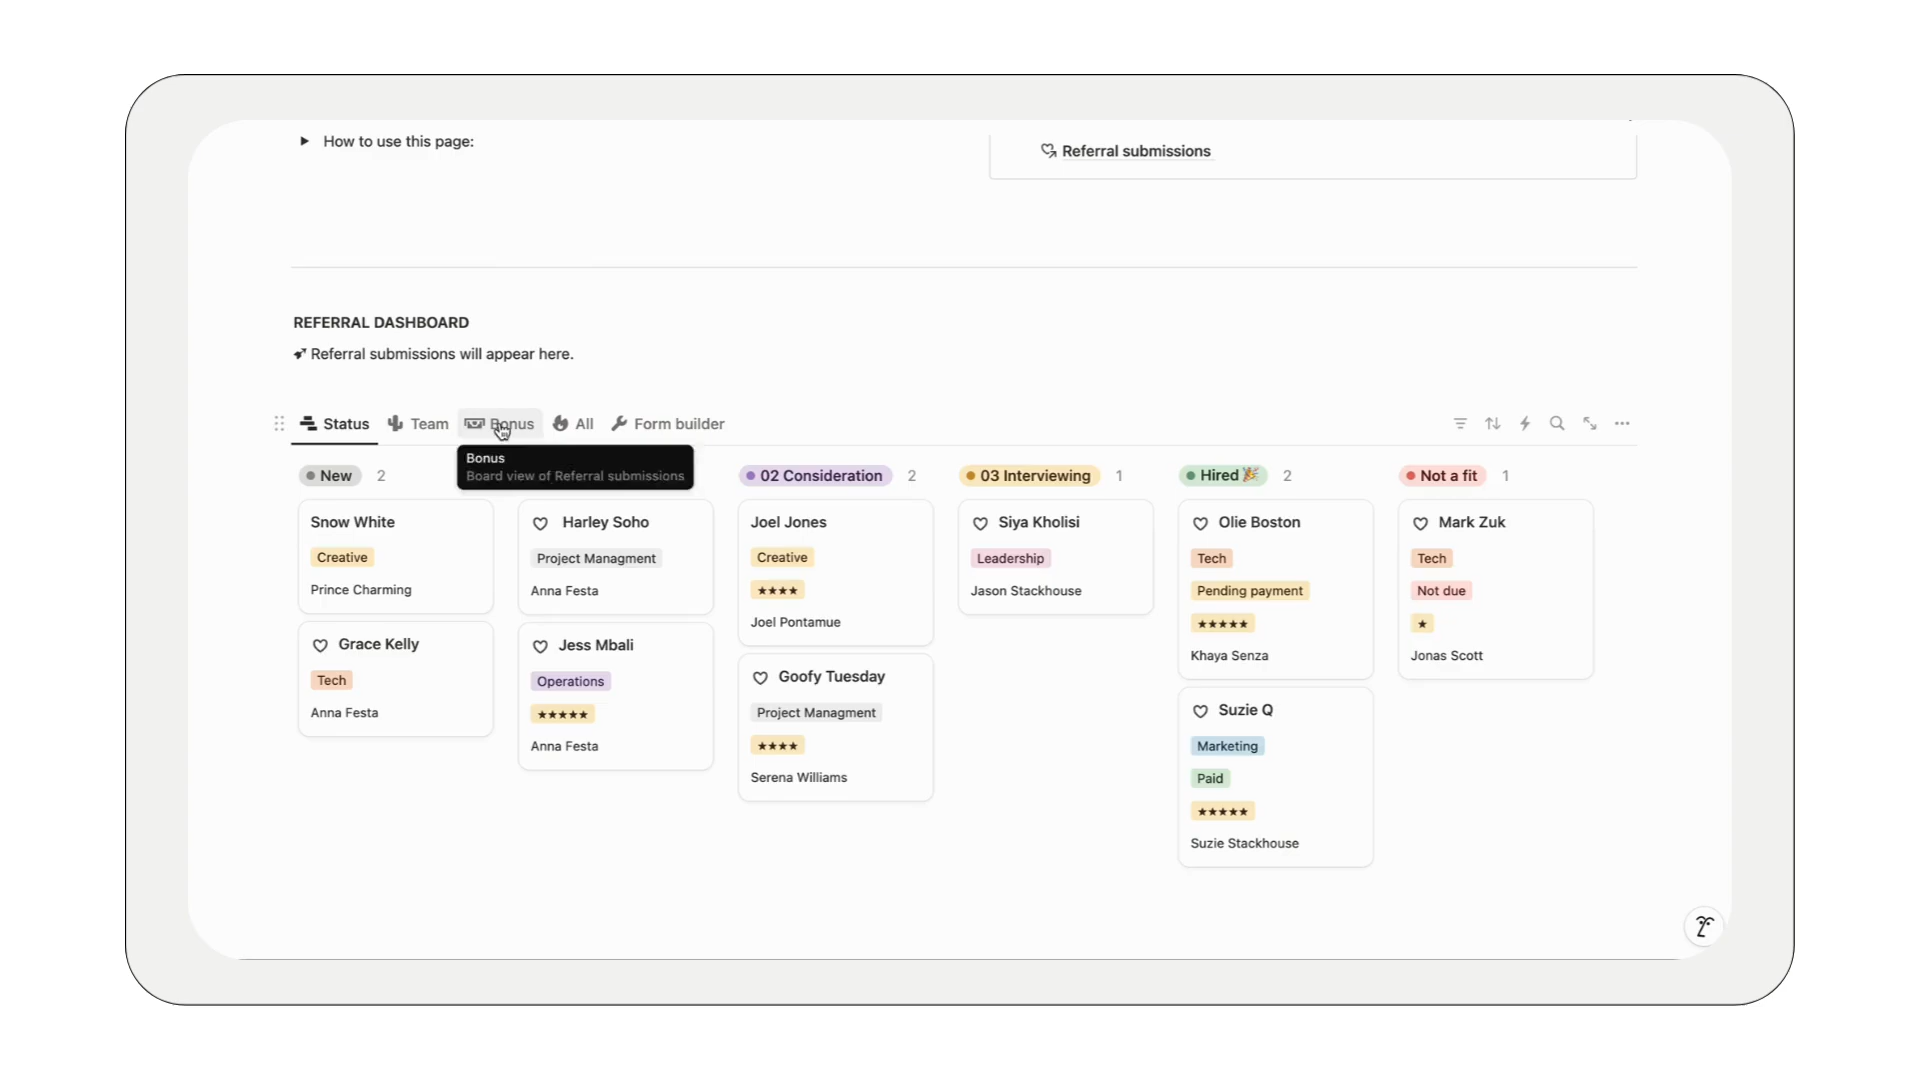 How to use this page:
Referral submissions
REFERRAL DASHBOARD
Referral submissions will appear here.
Status
Team
Bonus
All
Form builder
Bonus
Board view of Referral submissions
New 2
Snow White
Creative
Prince Charming
Grace Kelly
Tech
Anna Festa
Harley Soho
Project Managment
Anna Festa
Jess Mbali
Operations
★★★★★
Anna Festa
02 Consideration 2
Joel Jones
Creative
★★★★
Joel Pontamue
Goofy Tuesday
Project Managment
★★★★
Serena Williams
03 Interviewing 1
Siya Kholisi
Leadership
Jason Stackhouse
Hired 🎉 2
Olie Boston
Tech
Pending payment
★★★★★
Khaya Senza
Suzie Q
Marketing
Paid
★★★★★
Suzie Stackhouse
Not a fit 1
Mark Zuk
Tech
Not due
★
Jonas Scott